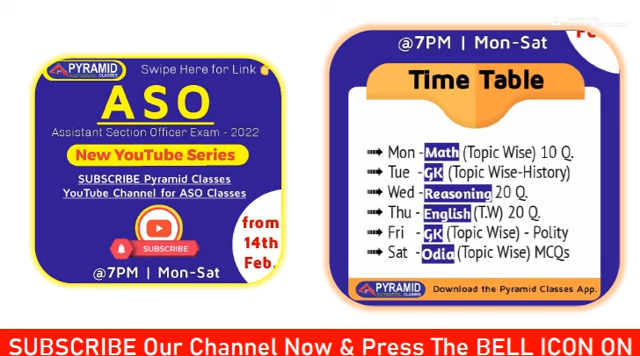 PYRAMID
CLASSES
Swipe Here for Link
ASO
Assistant Section Officer Exam - 2022
New YouTube Series
SUBSCRIBE Pyramid Classes
YouTube Channel for ASO Classes
SUBSCRIBE
from
14th
Feb.
@7PM | Mon-Sat
@7PM | Mon-Sat
Time Table
Mon - Math (Topic Wise) 10 Q.
Tue - GK (Topic Wise-History)
Wed - Reasoning 20 Q.
Thu - English (T.W) 20 Q.
Fri - GK (Topic Wise) - Polity
Sat - Odia (Topic Wise) MCQs
PYRAMID
CLASSES
Download the Pyramid Classes App.
SUBSCRIBE Our Channel Now & Press The BELL ICON ON